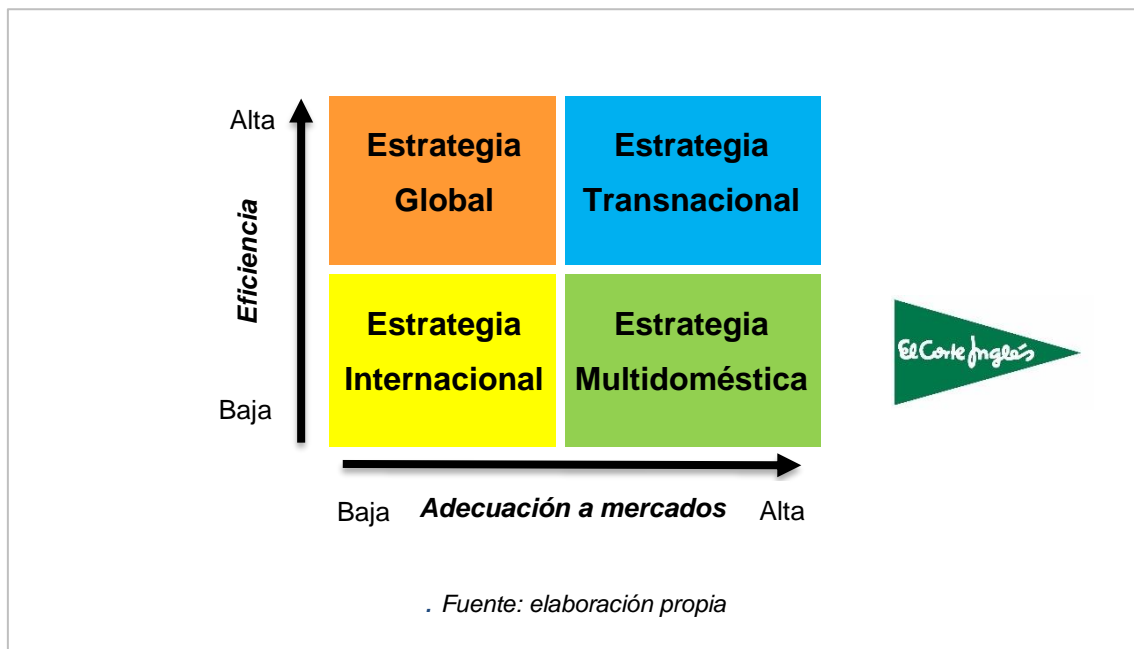 Alta
Estrategia
Global
Estrategia
Transnacional
Eficiencia
Estrategia
Internacional
Estrategia
Multidoméstica
El Corte Inglés
Baja
Baja
Adecuación a mercados
Alta
. Fuente: elaboración propia